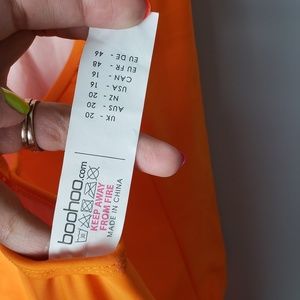 UK - 20
AUS - 20
NZ - 20
USA - 16
CAN - 16
EU FR - 48
EU DE - 46
boohoo.com
KEEP AWAY
FROM FIRE
MADE IN CHINA